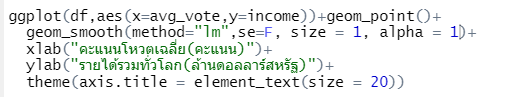 ggplot(df,aes(x=avg_vote,y=income))+geom_point()+
geom_smooth(method="lm",se=F, size = 1, alpha = 1)+
xlab("คะแนนโหวตเฉลี่ย(คะแนน)")+
ylab("รายได้รวมทั่วโลก(ล้านดอลลาร์สหรัฐ)")+
theme(axis.title = element_text(size = 20))